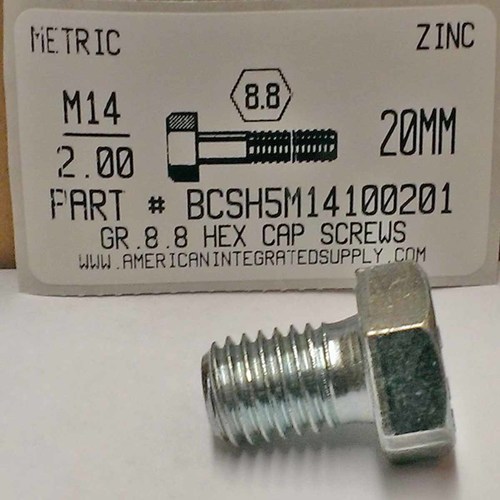 METRIC ZINC
8.8
M14
2.00
20MM
PART # BCSH5M14100201
GR.8.8 HEX CAP SCREWS
WWW.AMERICANINTEGRATEDSUPPLY.COM